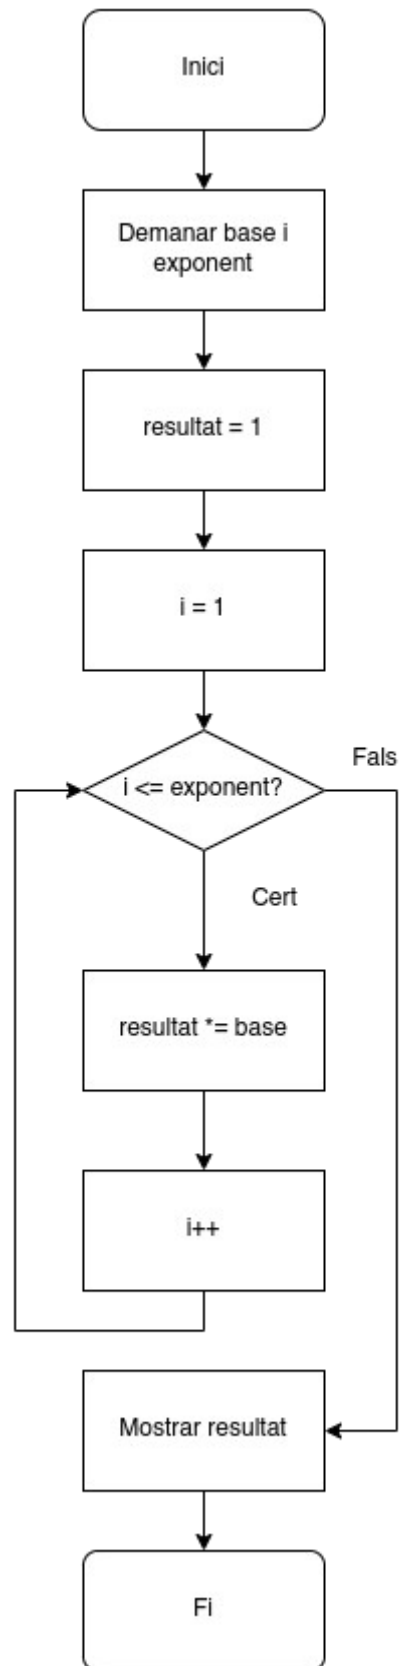 Inici
Demanar base i
exponent
resultat = 1
i = 1
Fals
i <= exponent?
Cert
resultat *= base
i++
Mostrar resultat
Fi